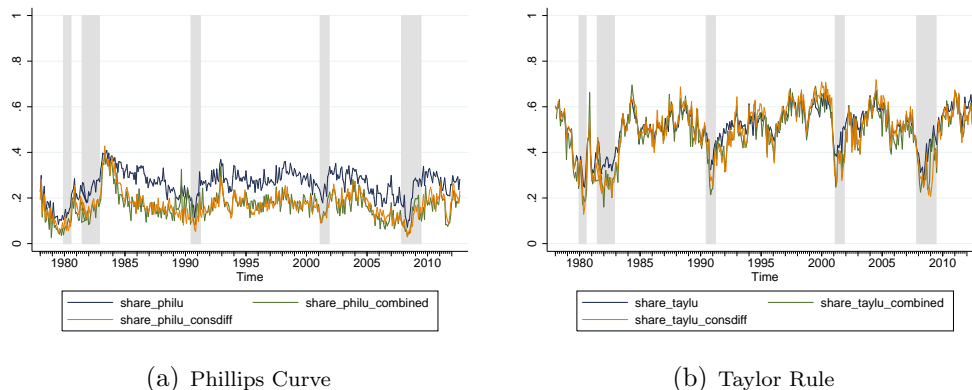 1
.8
.6
.4
.2
0
1980 1985 1990 1995 2000 2005 2010
Time
share_philu share_philu_combined
share_philu_consdiff
(a) Phillips Curve
1
.8
.6
.4
.2
0
1980 1985 1990 1995 2000 2005 2010
Time
share_taylu share_taylu_combined
share_taylu_consdiff
(b) Taylor Rule